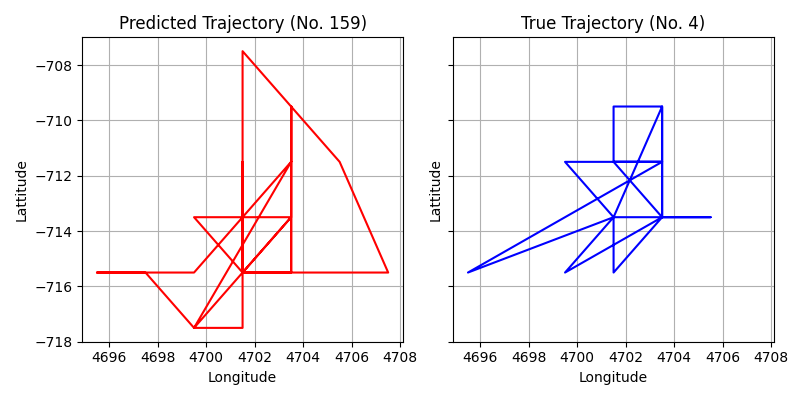 Predicted Trajectory (No. 159)
True Trajectory (No. 4)
−708
−710
−712
−714
−716
−718
Lattitude
Lattitude
4696 4698 4700 4702 4704 4706 4708
4696 4698 4700 4702 4704 4706 4708
Longitude
Longitude